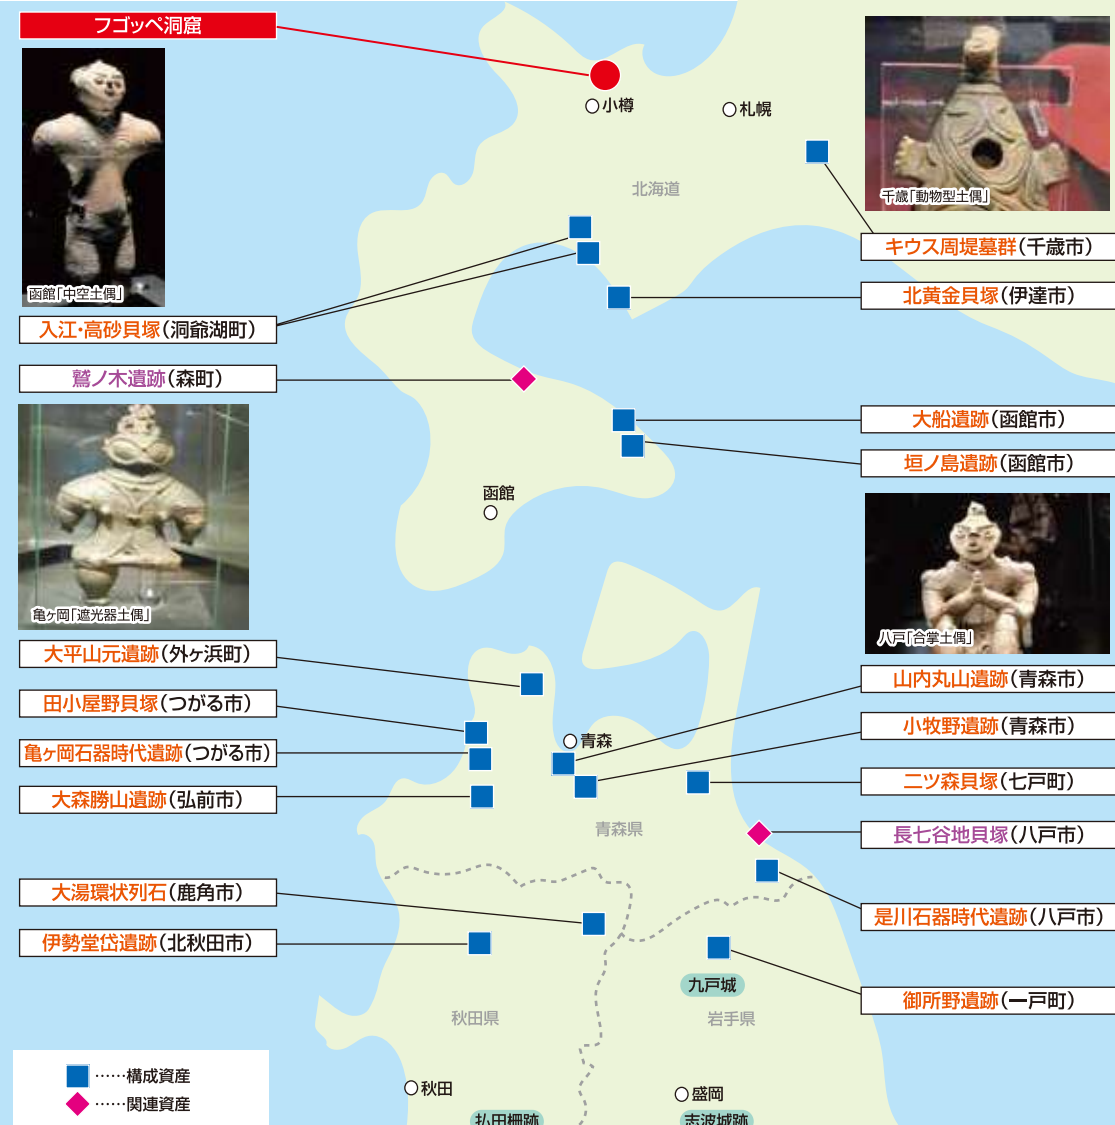 フゴッペ洞窟
小樽
札幌
北海道
千歳「動物型土偶」
キウス周堤墓群(千歳市)
北黄金貝塚(伊達市)
函館「中空土偶」
入江・高砂貝塚(洞爺湖町)
鷲ノ木遺跡(森町)
大船遺跡(函館市)
垣ノ島遺跡(函館市)
函館
亀ヶ岡「遮光器土偶」
八戸「合掌土偶」
大平山元遺跡(外ヶ浜町)
田小屋野貝塚(つがる市)
亀ヶ岡石器時代遺跡(つがる市)
大森勝山遺跡(弘前市)
青森
山内丸山遺跡(青森市)
小牧野遺跡(青森市)
二ツ森貝塚(七戸町)
長七谷地貝塚(八戸市)
青森県
大湯環状列石(鹿角市)
伊勢堂岱遺跡(北秋田市)
是川石器時代遺跡(八戸市)
御所野遺跡(一戸町)
九戸城
秋田県
岩手県
秋田
盛岡
払田柵跡
志波城跡
……構成資産
……関連資産